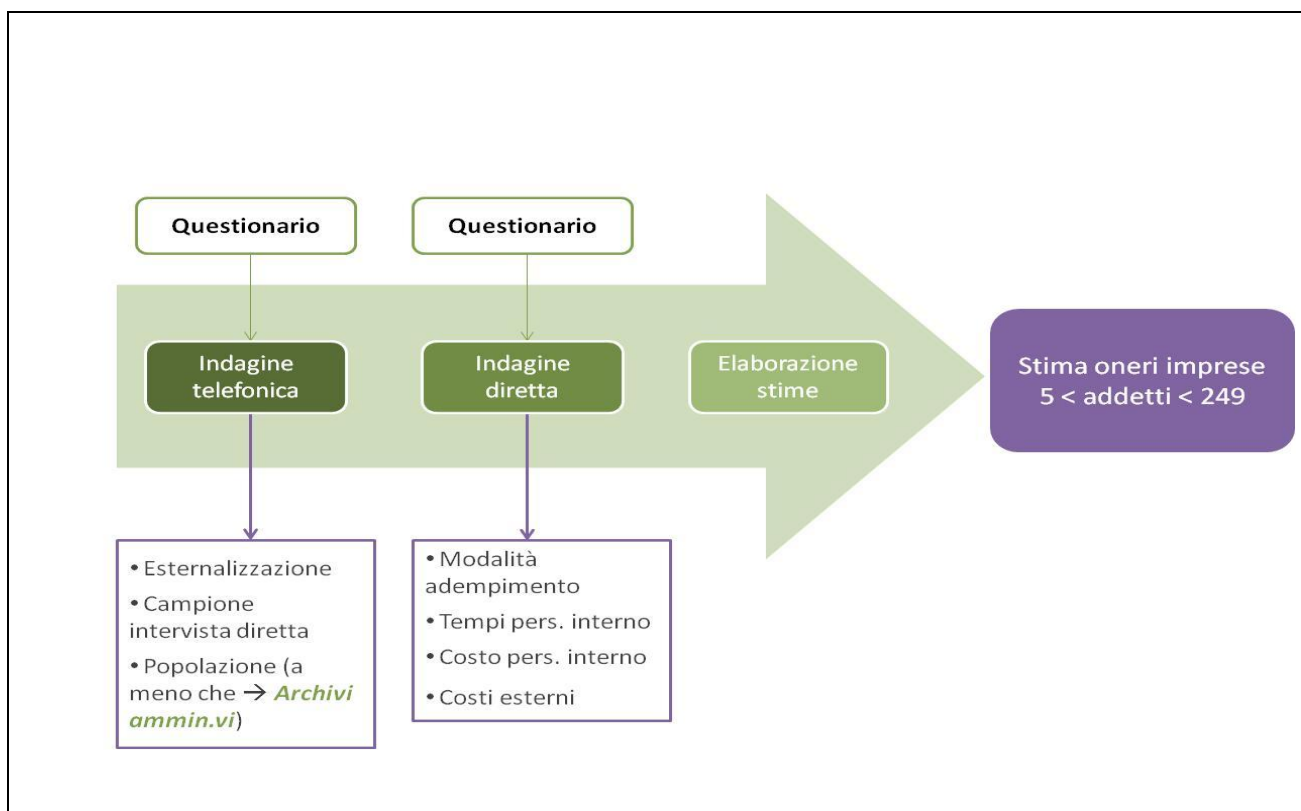 Questionario
Questionario
Indagine
telefonica
Indagine
diretta
Elaborazione
stime
Stima oneri imprese
5 < addetti < 249
• Esternalizzazione
• Campione
intervista diretta
• Popolazione (a
meno che → Archivi
ammin.vi)
• Modalità
adempimento
• Tempi pers. interno
• Costo pers. interno
• Costi esterni